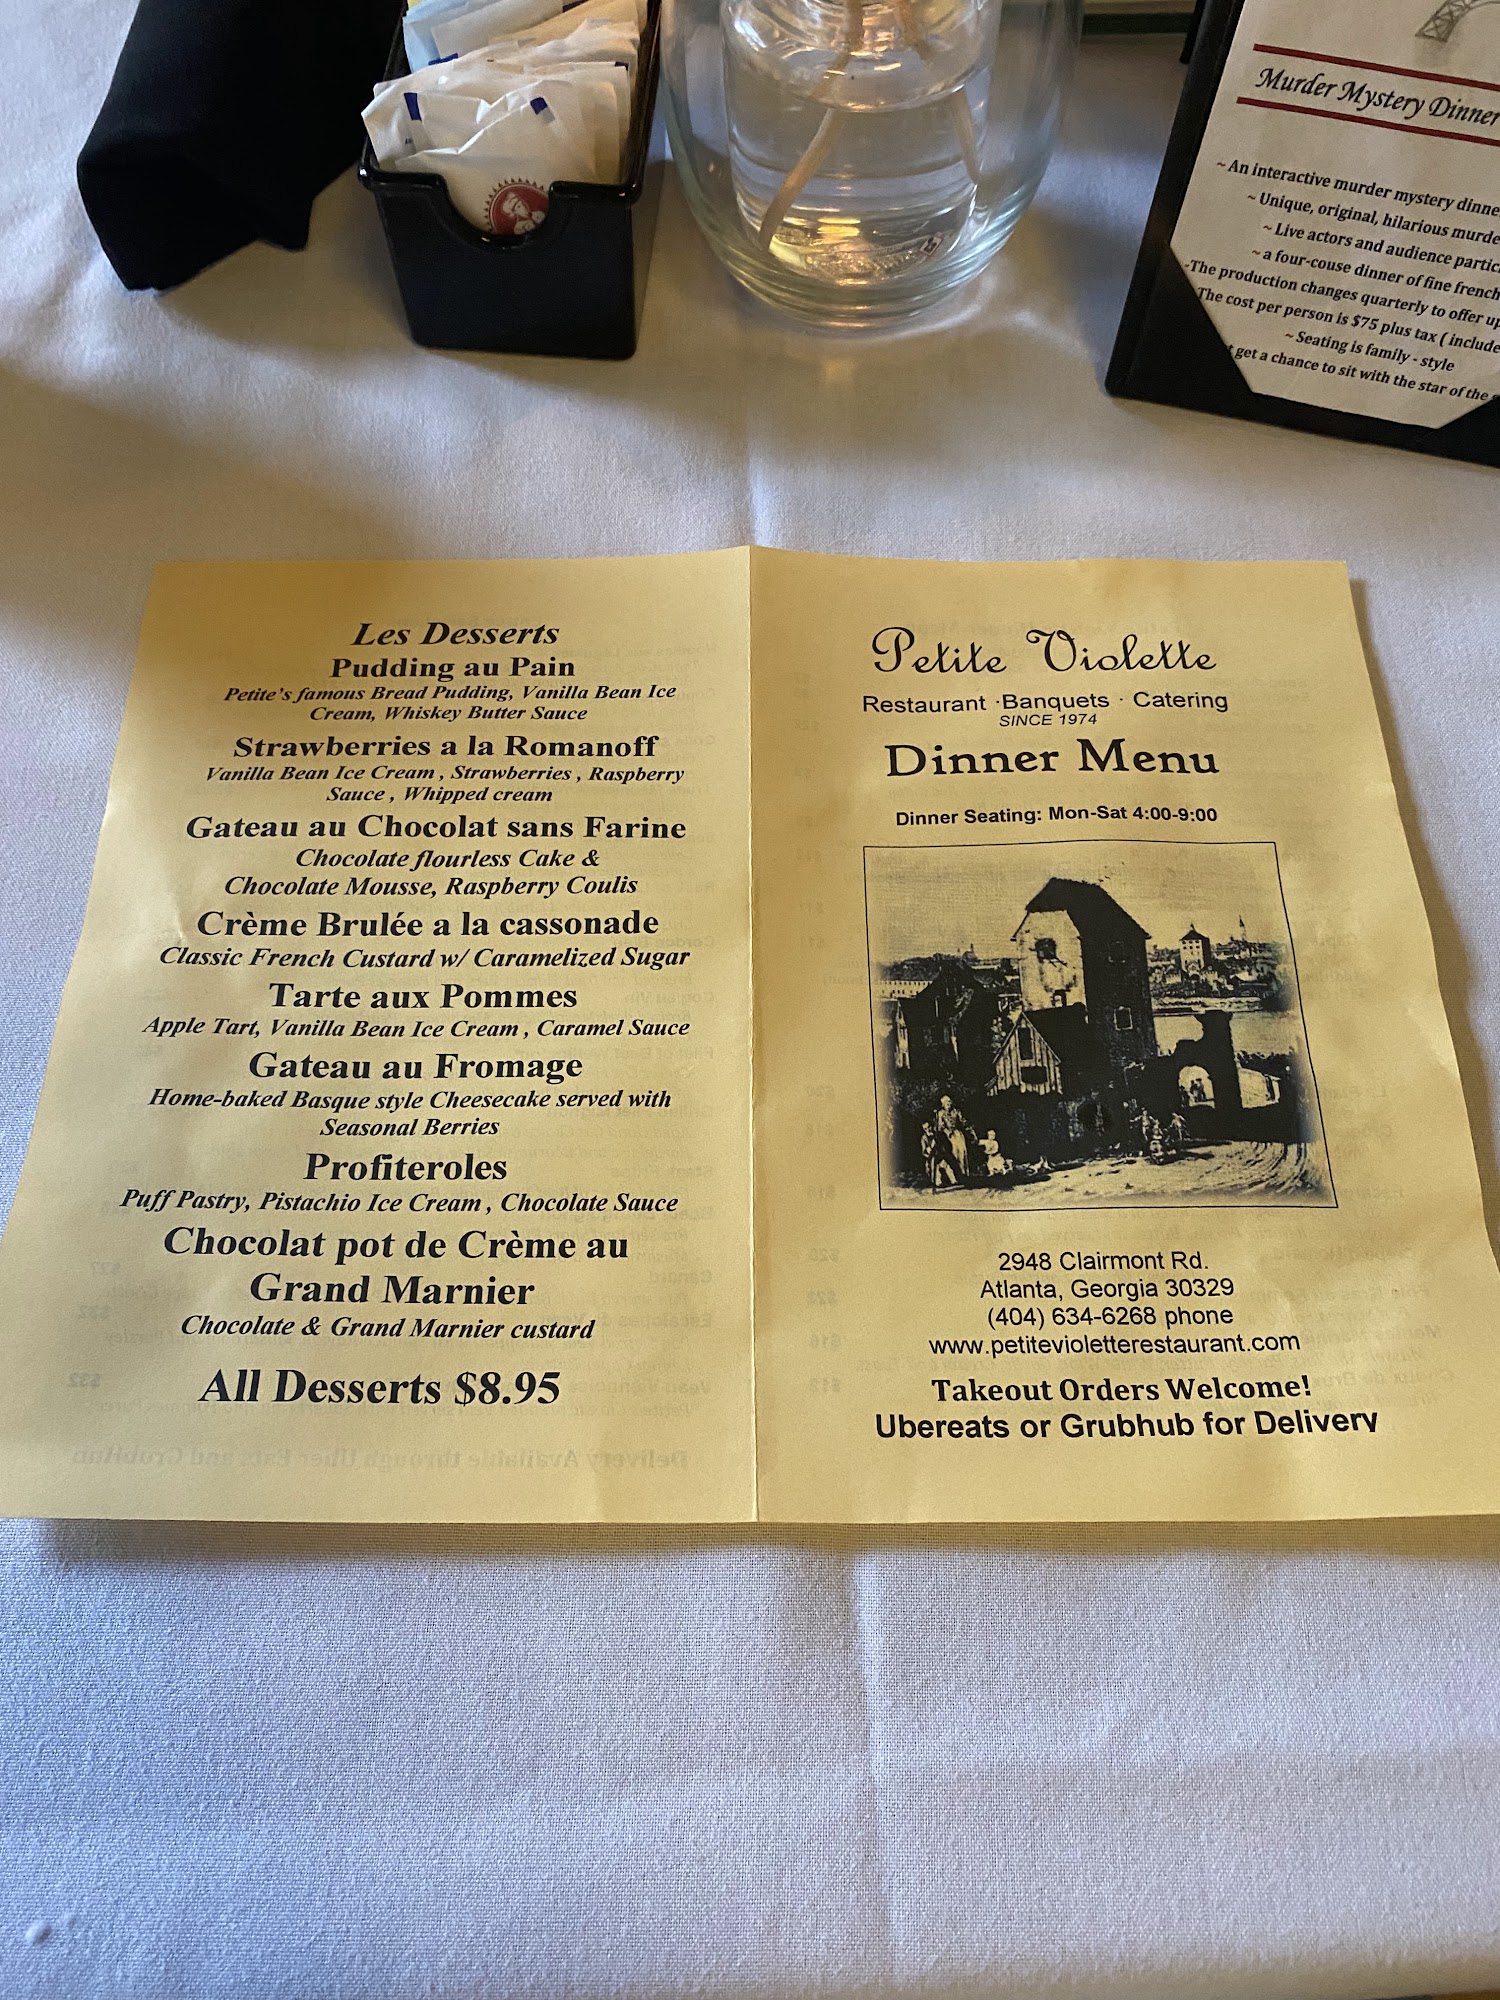 Murder Mystery Dinner
~ An interactive murder mystery
~ Unique, original, hilarious
~ Live actors and audience
~ a four-couse dinner of fine french
-The production changes quarterly to offer
The cost per person is $75 plus tax (
~ Seating is family - style
get a chance to sit with the star of the
Les Desserts
Pudding au Pain
Petite's famous Bread Pudding, Vanilla Bean Ice
Cream, Whiskey Butter Sauce
Strawberries a la Romanoff
Vanilla Bean Ice Cream , Strawberries , Raspberry
Sauce , Whipped cream
Gateau au Chocolat sans Farine
Chocolate flourless Cake &
Chocolate Mousse, Raspberry Coulis
Crème Brulée a la cassonade
Classic French Custard w/ Caramelized Sugar
Tarte aux Pommes
Apple Tart, Vanilla Bean Ice Cream , Caramel Sauce
Gateau au Fromage
Home-baked Basque style Cheesecake served with
Seasonal Berries
Profiteroles
Puff Pastry, Pistachio Ice Cream , Chocolate Sauce
Chocolat pot de Crème au
Grand Marnier
Chocolate & Grand Marnier custard
All Desserts $8.95
Petite Violette
Restaurant · Banquets · Catering
SINCE 1974
Dinner Menu
Dinner Seating: Mon-Sat 4:00-9:00
2948 Clairmont Rd.
Atlanta, Georgia 30329
(404) 634-6268 phone
www.petitevioletterestaurant.com
Takeout Orders Welcome!
Ubereats or Grubhub for Delivery